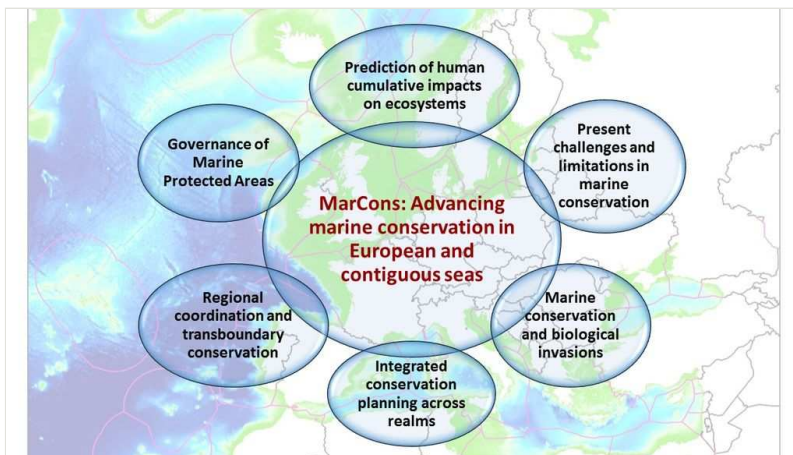 Prediction of human
cumulative impacts
on ecosystems
Governance of
Marine
Protected Areas
Present
challenges and
limitations in
marine
conservation
MarCons: Advancing
marine conservation in
European and
contiguous seas
Regional
coordination and
transboundary
conservation
Marine
conservation
and biological
invasions
Integrated
conservation
planning across
realms